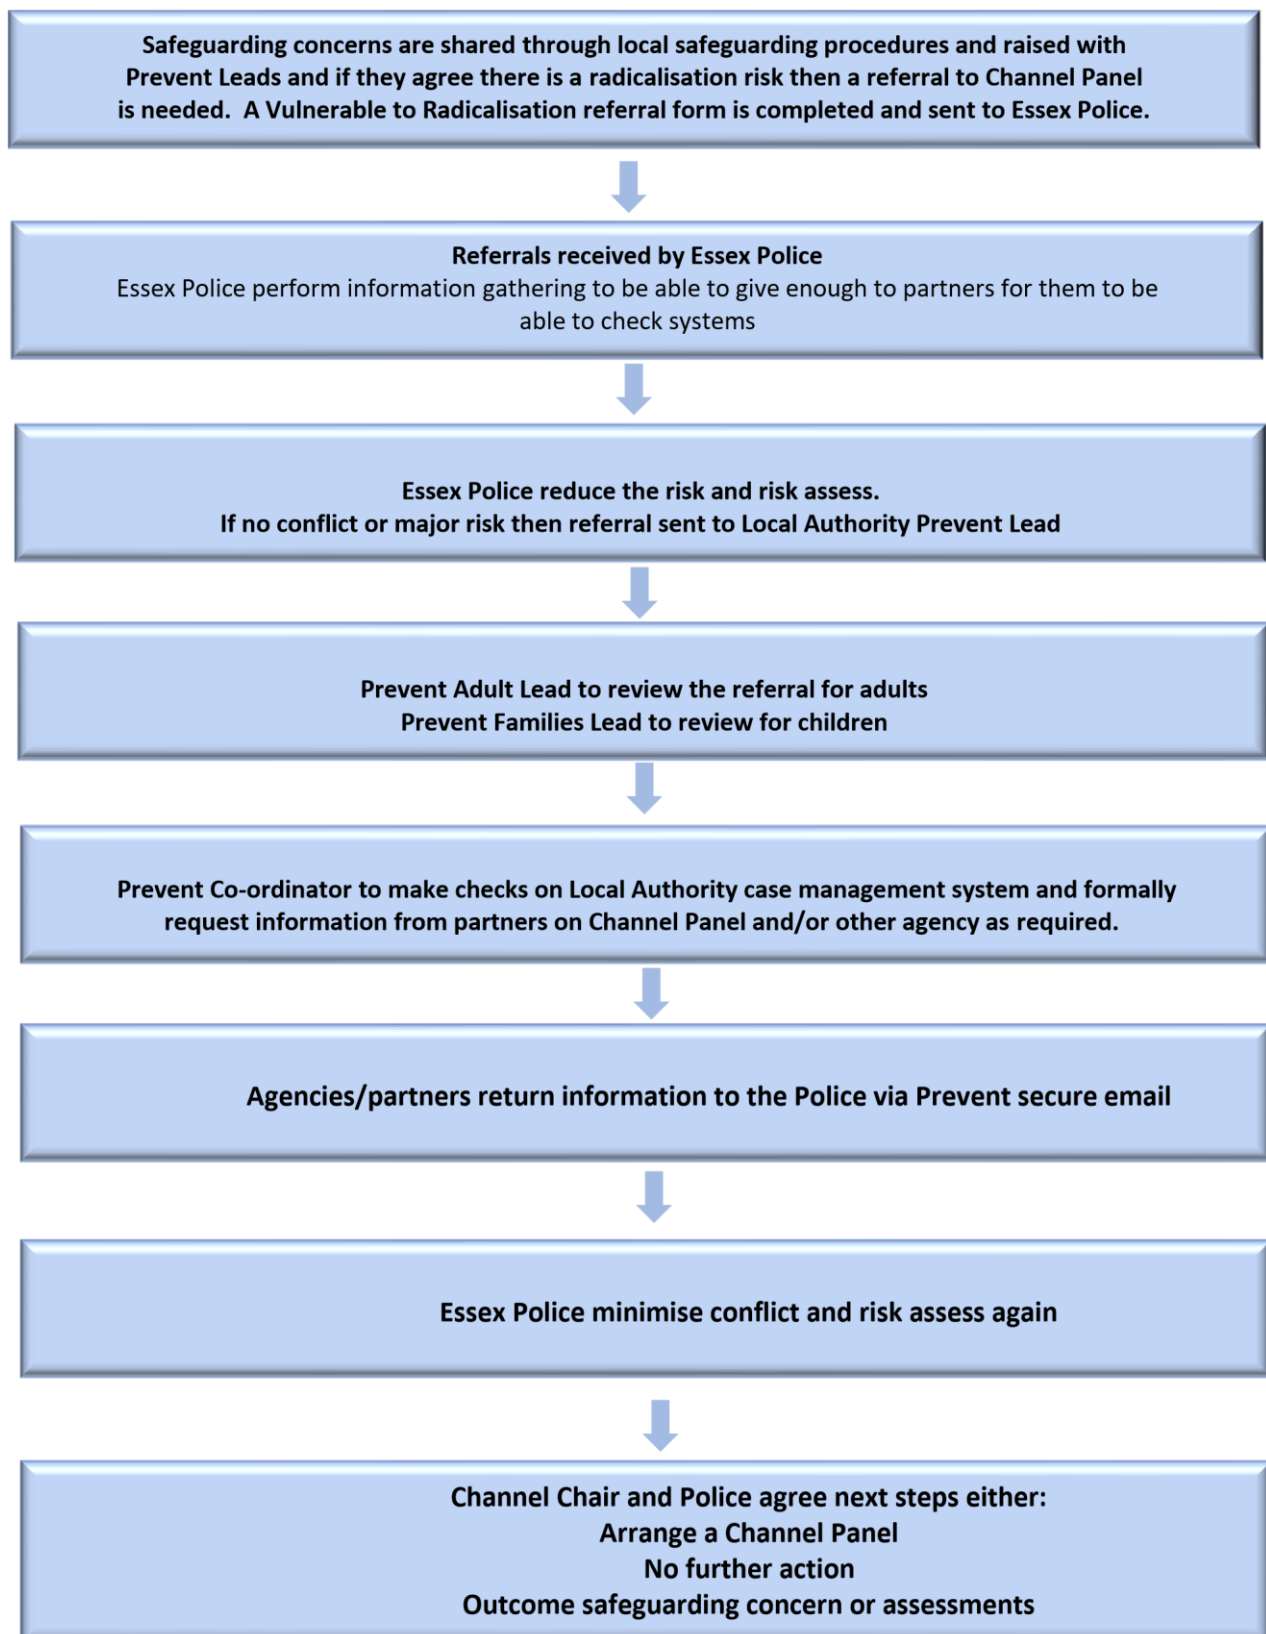 Safeguarding concerns are shared through local safeguarding procedures and raised with
Prevent Leads and if they agree there is a radicalisation risk then a referral to Channel Panel
is needed.  A Vulnerable to Radicalisation referral form is completed and sent to Essex Police.
Referrals received by Essex Police
Essex Police perform information gathering to be able to give enough to partners for them to be
able to check systems
Essex Police reduce the risk and risk assess.
If no conflict or major risk then referral sent to Local Authority Prevent Lead
Prevent Adult Lead to review the referral for adults
Prevent Families Lead to review for children
Prevent Co-ordinator to make checks on Local Authority case management system and formally
request information from partners on Channel Panel and/or other agency as required.
Agencies/partners return information to the Police via Prevent secure email
Essex Police minimise conflict and risk assess again
Channel Chair and Police agree next steps either:
Arrange a Channel Panel
No further action
Outcome safeguarding concern or assessments